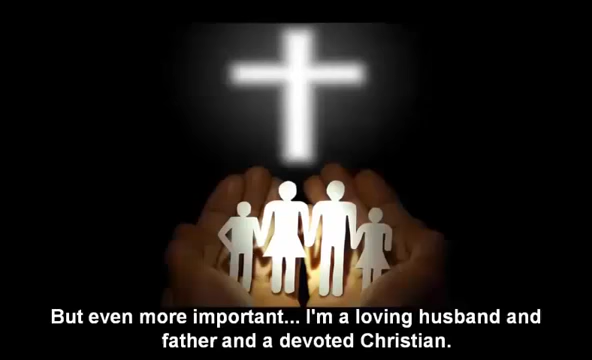 But even more important... I'm a loving husband and
father and a devoted Christian.